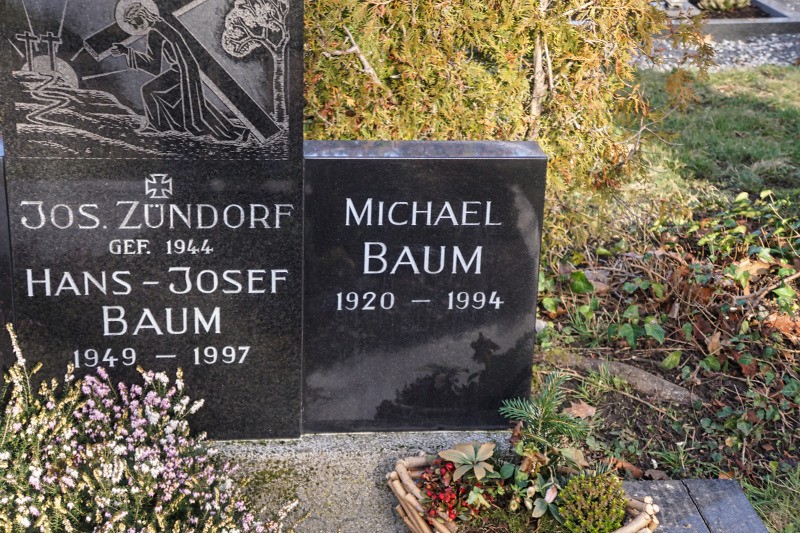 JOS. ZÜNDORF
GEF. 1944
HANS – JOSEF
BAUM
1949 – 1997
MICHAEL
BAUM
1920 – 1994